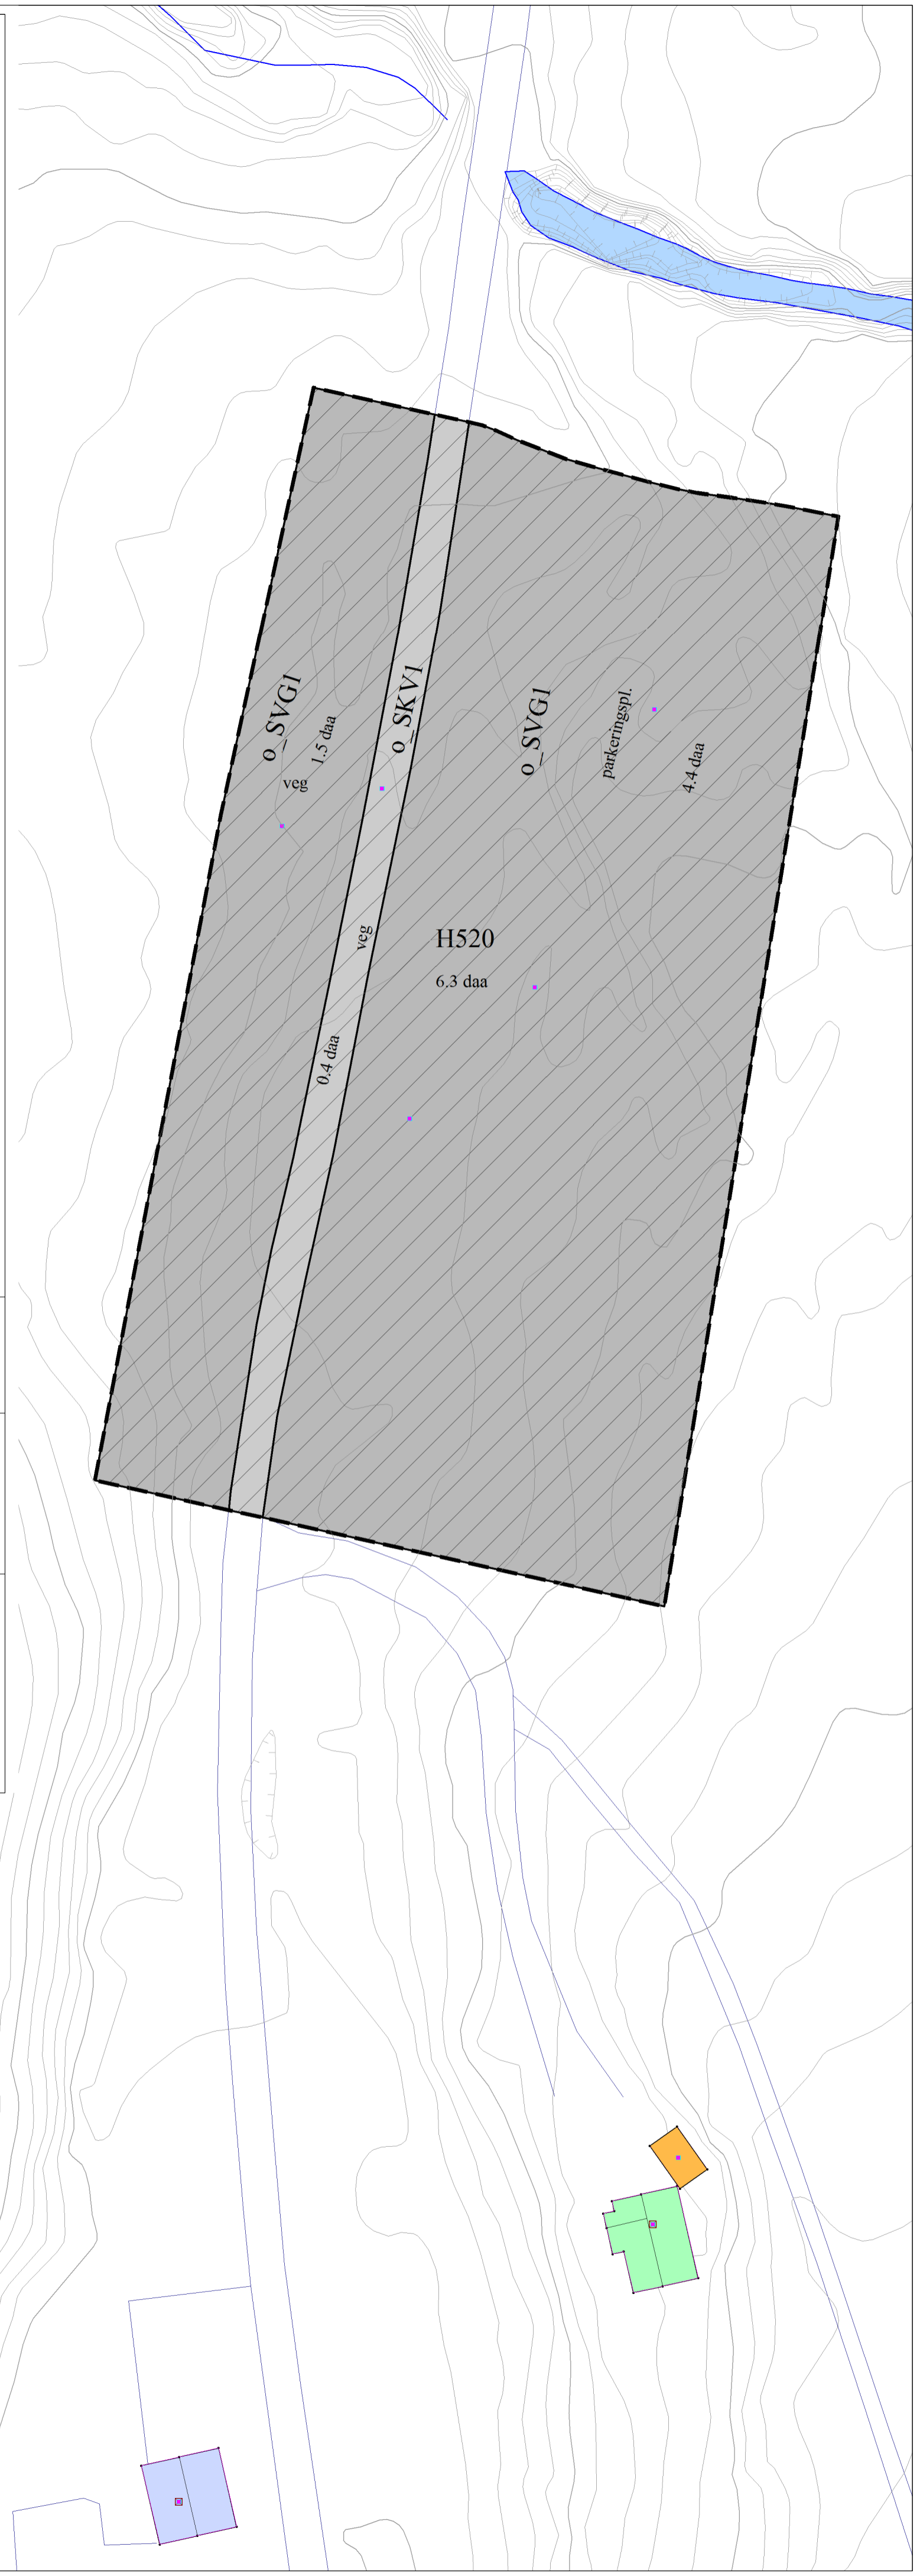 o_SVG1
1.5 daa
veg
o_SKV1
o_SVG1
parkeringspl.
4.4 daa
veg
H520
6.3 daa
0.4 daa